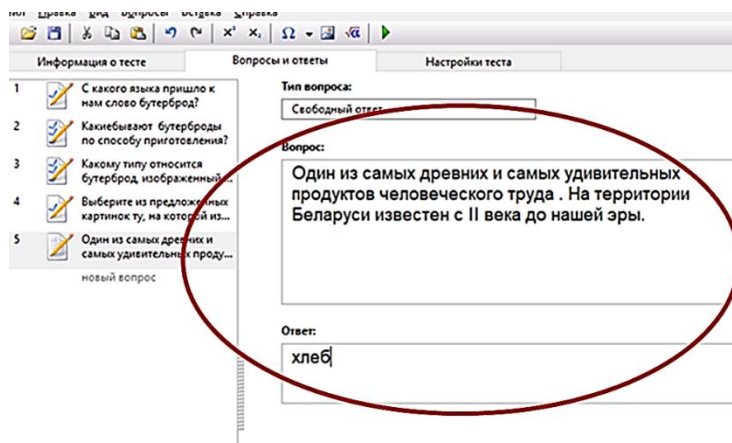 Правка Вид Вопросы Вставка Справка
x² x₂ Ω √α
Информация о тесте Вопросы и ответы Настройки теста
1 С какого языка пришло к
нам слово бутерброд?
2 Какиебывают бутерброды
по способу приготовления?
3 Какому типу относится
бутерброд, изображенный...
4 Выберите из предложенных
картинок ту, на которой из...
5 Один из самых древних и
самых удивительных проду...
новый вопрос
Тип вопроса:
Свободный ответ
Вопрос:
Один из самых древних и самых удивительных
продуктов человеческого труда . На территории
Беларуси известен с II века до нашей эры.
Ответ:
хлеб